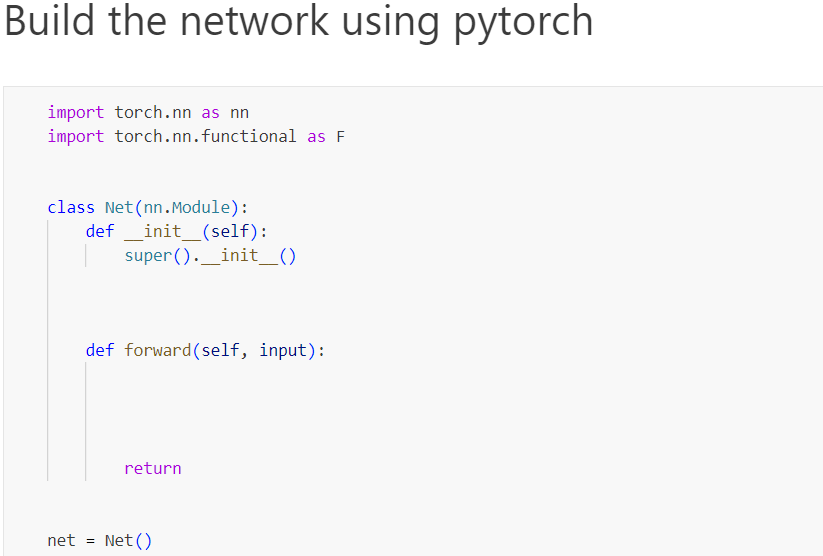 Build the network using pytorch
import torch.nn as nn
import torch.nn.functional as F
class Net(nn.Module):
    def __init__(self):
        super().__init__()
    def forward(self, input):
        return
net = Net()